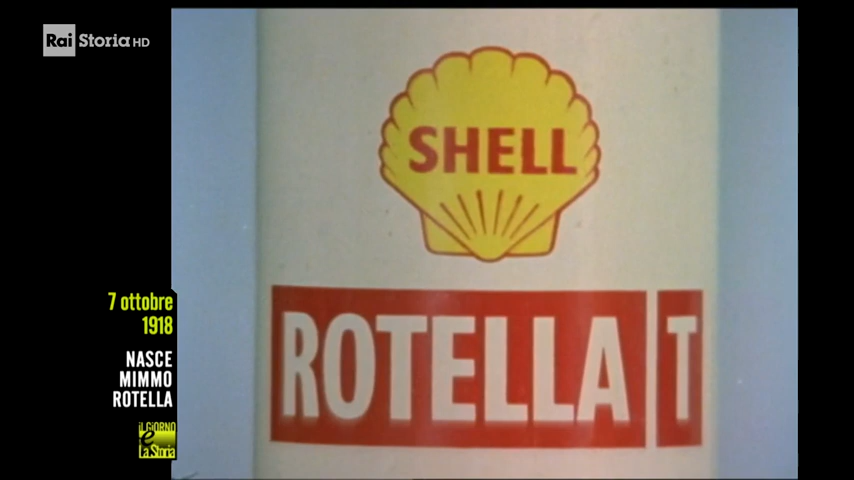 Rai Storia HD
SHELL
ROTELLA T
7 ottobre
1918
NASCE
MIMMO
ROTELLA
il GiORNO
e
La Storia